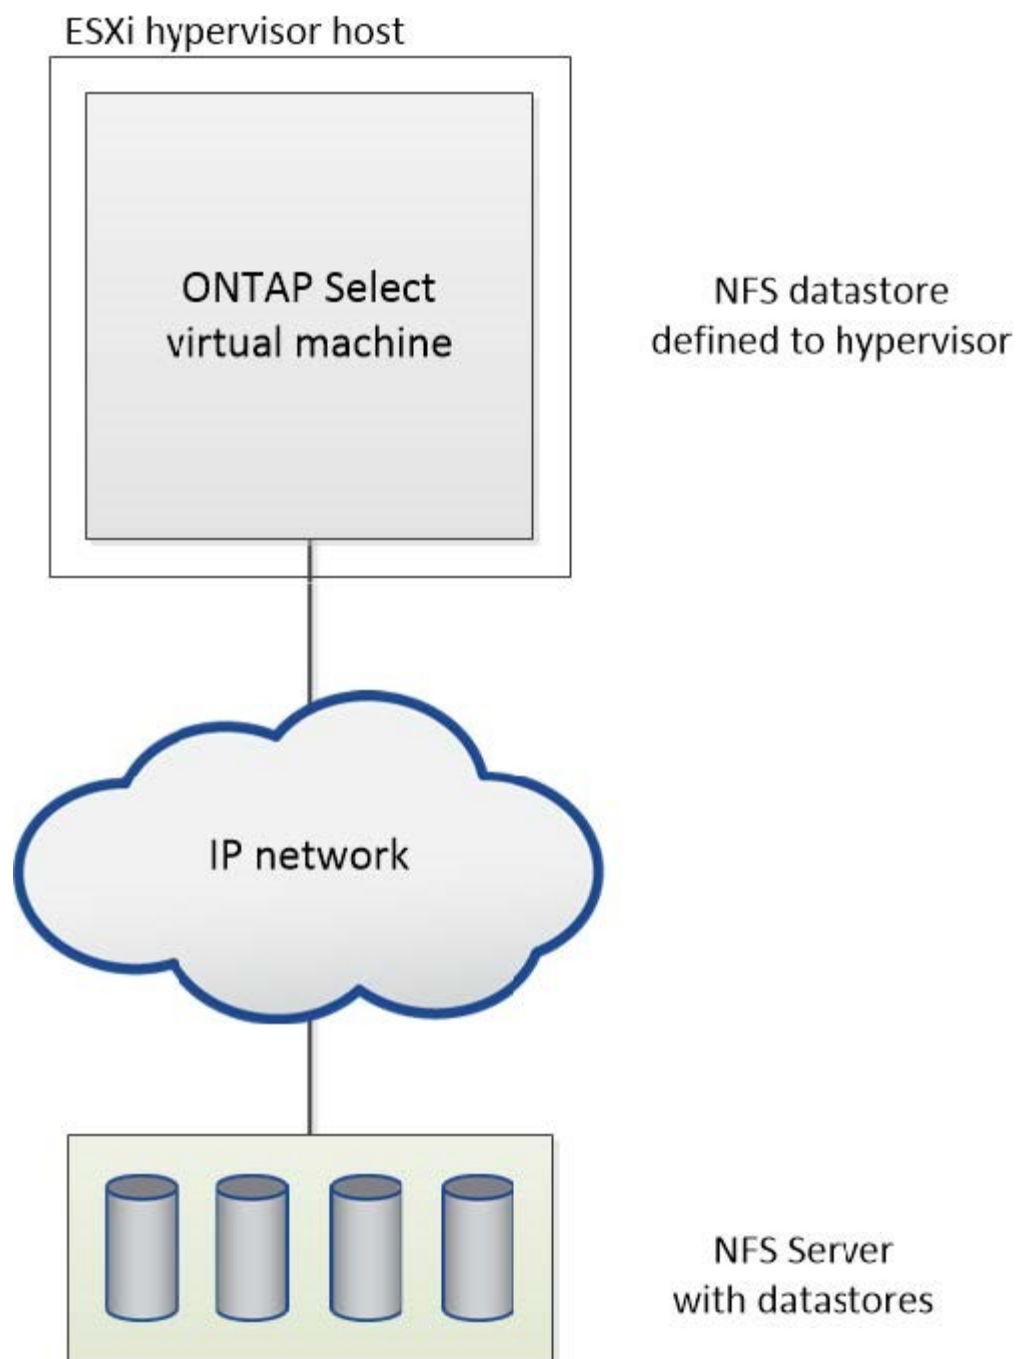 ESXi hypervisor host
ONTAP Select
virtual machine
NFS datastore
defined to hypervisor
IP network
NFS Server
with datastores